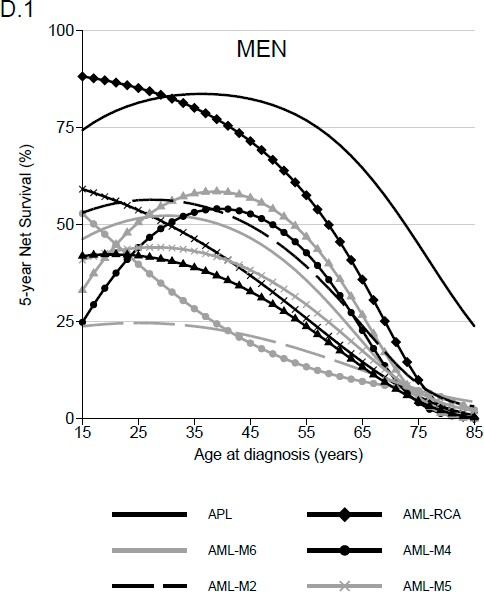 D.1
MEN
100
75
50
25
0
5-year Net Survival (%)
15 25 35 45 55 65 75 85
Age at diagnosis (years)
APL AML-RCA
AML-M6 AML-M4
AML-M2 AML-M5